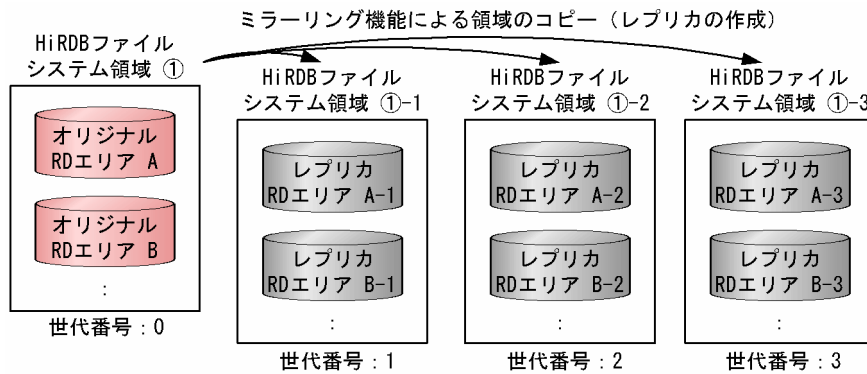 ミラーリング機能による領域のコピー（レプリカの作成）
HiRDBファイル
システム領域 ①
オリジナル
RDエリア A
オリジナル
RDエリア B
:
世代番号：0
HiRDBファイル
システム領域 ①-1
レプリカ
RDエリア A-1
レプリカ
RDエリア B-1
:
世代番号：1
HiRDBファイル
システム領域 ①-2
レプリカ
RDエリア A-2
レプリカ
RDエリア B-2
:
世代番号：2
HiRDBファイル
システム領域 ①-3
レプリカ
RDエリア A-3
レプリカ
RDエリア B-3
:
世代番号：3